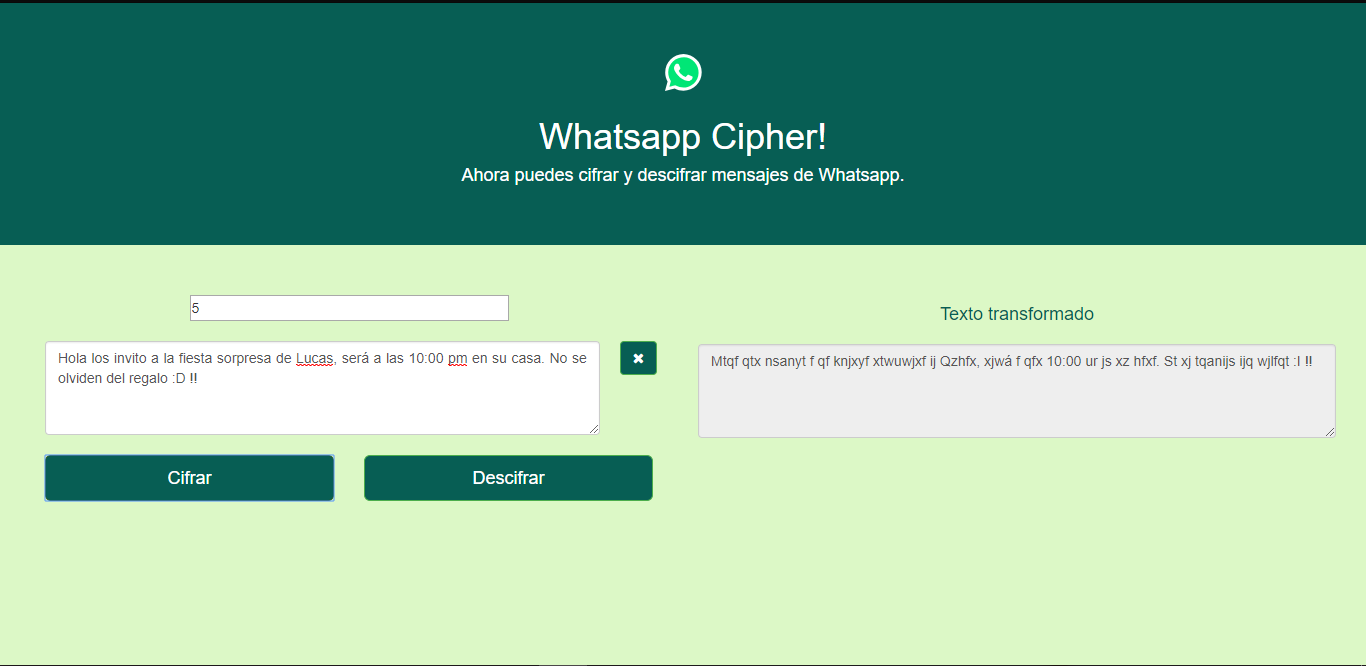 Whatsapp Cipher!
Ahora puedes cifrar y descifrar mensajes de Whatsapp.
5
Hola los invito a la fiesta sorpresa de Lucas, será a las 10:00 pm en su casa. No se
olviden del regalo :D !!
Cifrar
Descifrar
Texto transformado
Mtqf qtx nsanyt f qf knjxyf xtwuwjxf ij Qzhfx, xjwá f qfx 10:00 ur js xz hfxf. St xj tqanijs ijq wjlfqt :I !!